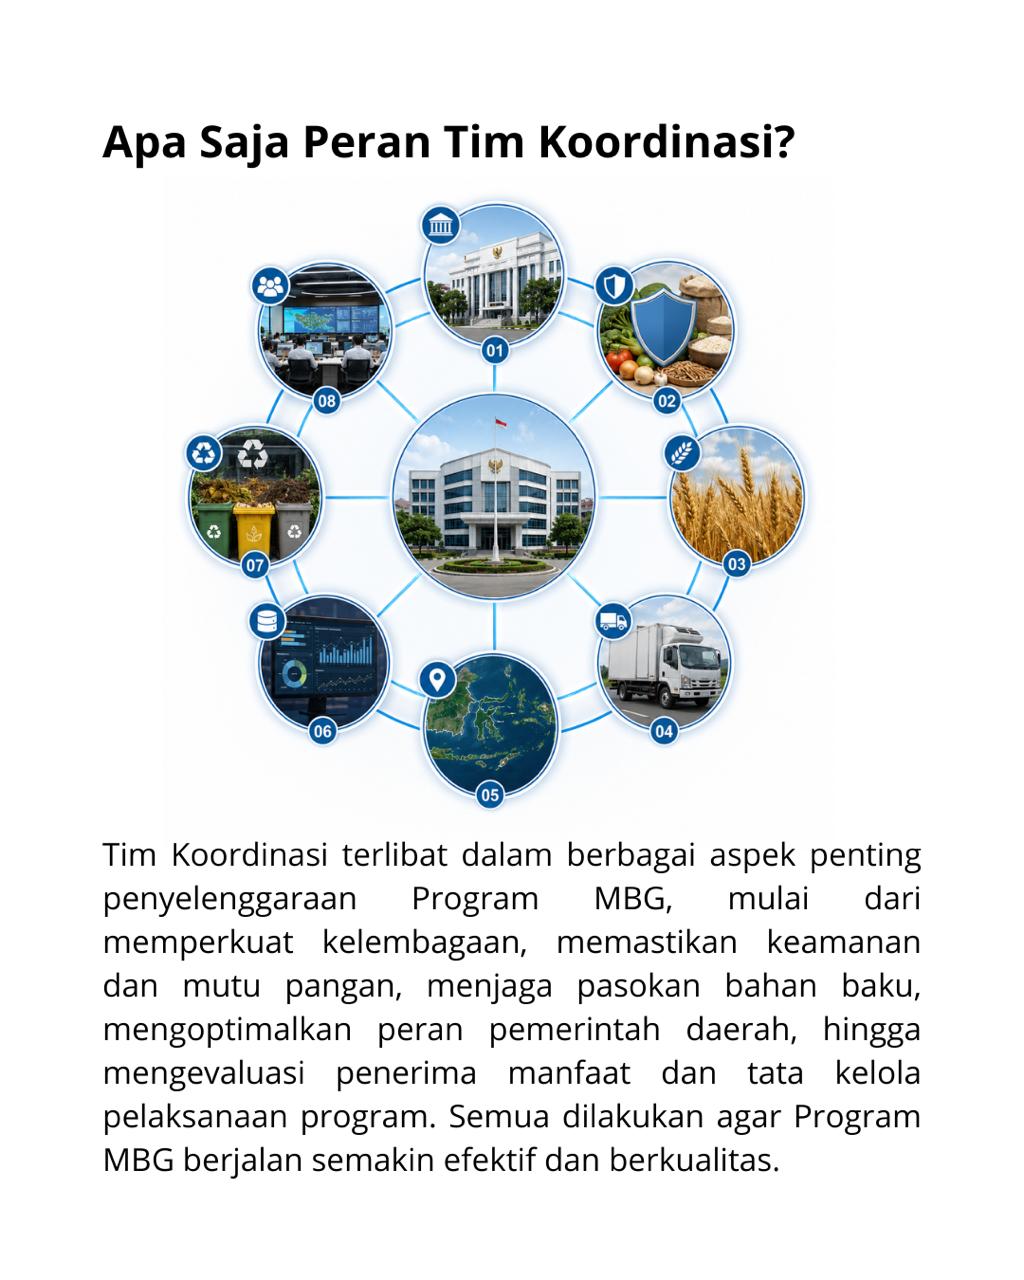 Apa Saja Peran Tim Koordinasi?
01
02
03
04
05
06
07
08
Tim Koordinasi terlibat dalam berbagai aspek penting
penyelenggaraan Program MBG, mulai dari
memperkuat kelembagaan, memastikan keamanan
dan mutu pangan, menjaga pasokan bahan baku,
mengoptimalkan peran pemerintah daerah, hingga
mengevaluasi penerima manfaat dan tata kelola
pelaksanaan program. Semua dilakukan agar Program
MBG berjalan semakin efektif dan berkualitas.